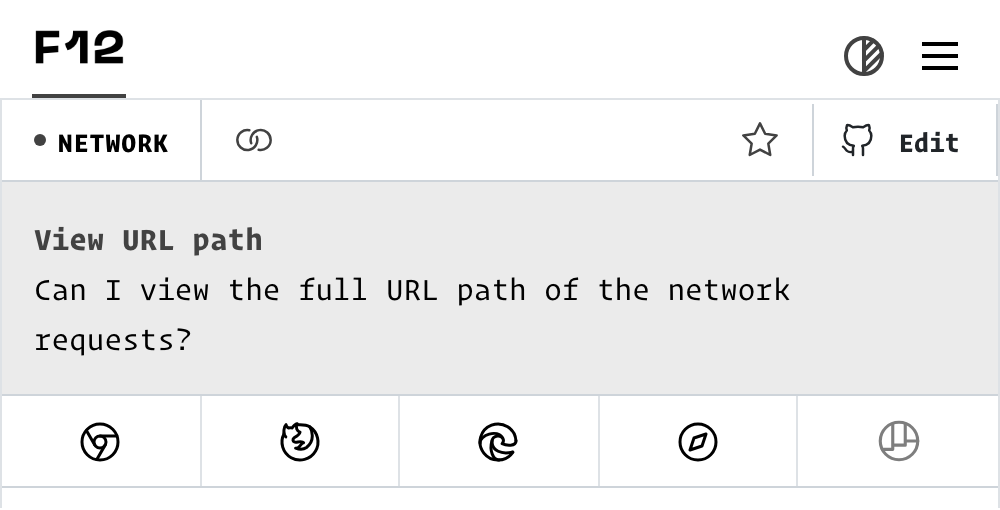 F12
NETWORK
Edit
View URL path
Can I view the full URL path of the network
requests?